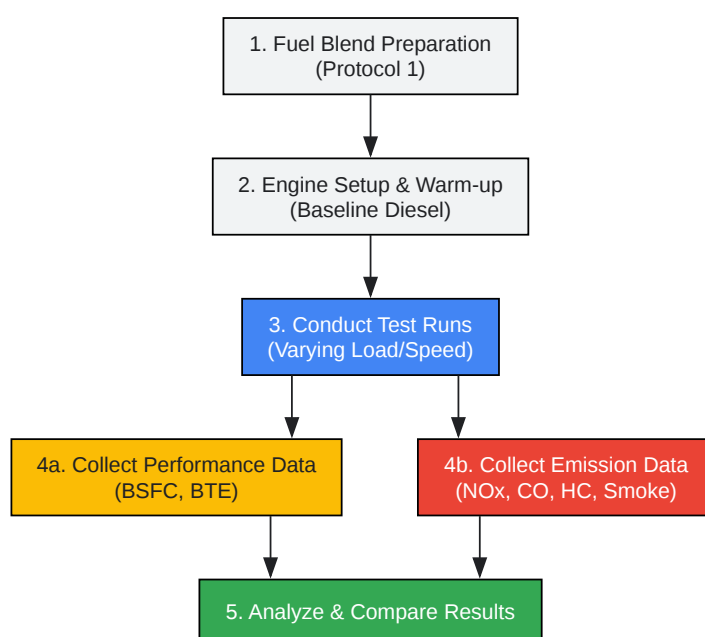 1. Fuel Blend Preparation
(Protocol 1)
2. Engine Setup & Warm-up
(Baseline Diesel)
3. Conduct Test Runs
(Varying Load/Speed)
4a. Collect Performance Data
(BSFC, BTE)
4b. Collect Emission Data
(NOx, CO, HC, Smoke)
5. Analyze & Compare Results